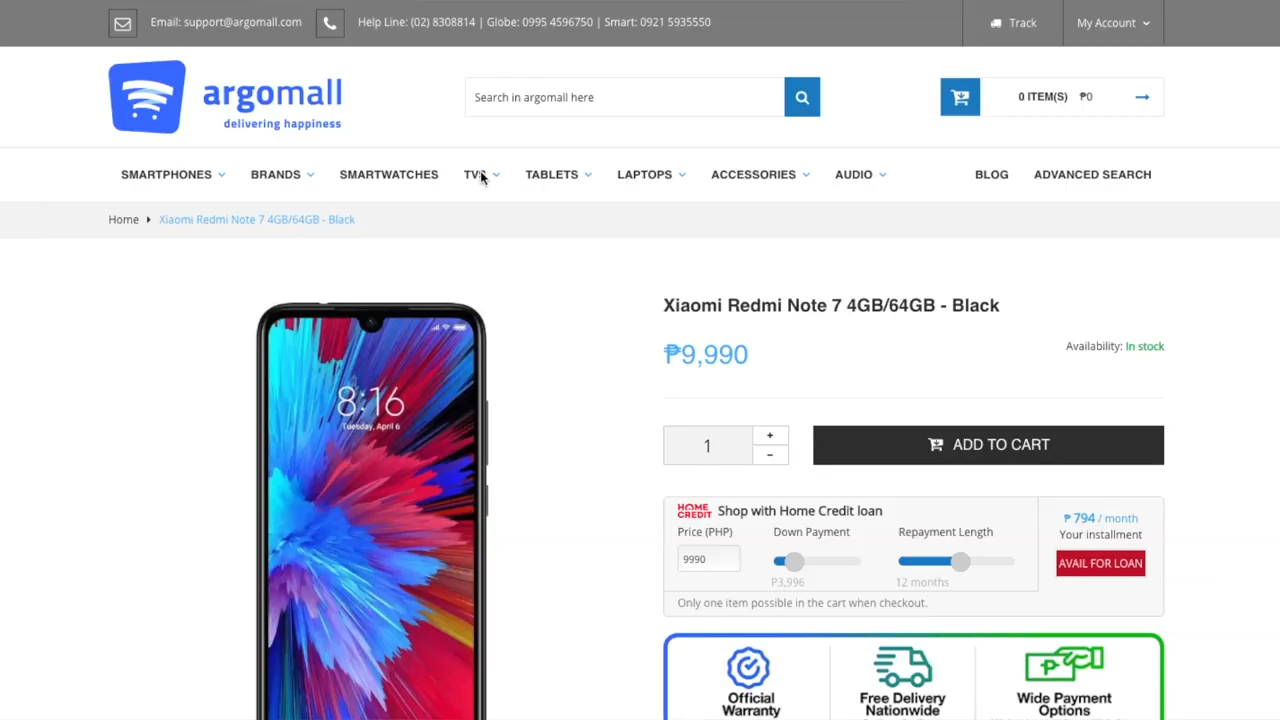 Email: support@argomall.com
Help Line: (02) 8308814 | Globe: 0995 4596750 | Smart: 0921 5935550
Track
My Account
argomall
delivering happiness
Search in argomall here
0 ITEM(S) ₱0
SMARTPHONES BRANDS SMARTWATCHES TVS TABLETS LAPTOPS ACCESSORIES AUDIO BLOG ADVANCED SEARCH
Home Xiaomi Redmi Note 7 4GB/64GB - Black
8:16
Tuesday, April 6
Xiaomi Redmi Note 7 4GB/64GB - Black
₱9,990
Availability: In stock
1
+
-
ADD TO CART
HOME CREDIT Shop with Home Credit loan
Price (PHP) Down Payment Repayment Length
9990
P3,996 12 months
Only one item possible in the cart when checkout.
₱ 794 / month
Your installment
AVAIL FOR LOAN
Official
Warranty
Free Delivery
Nationwide
Wide Payment
Options